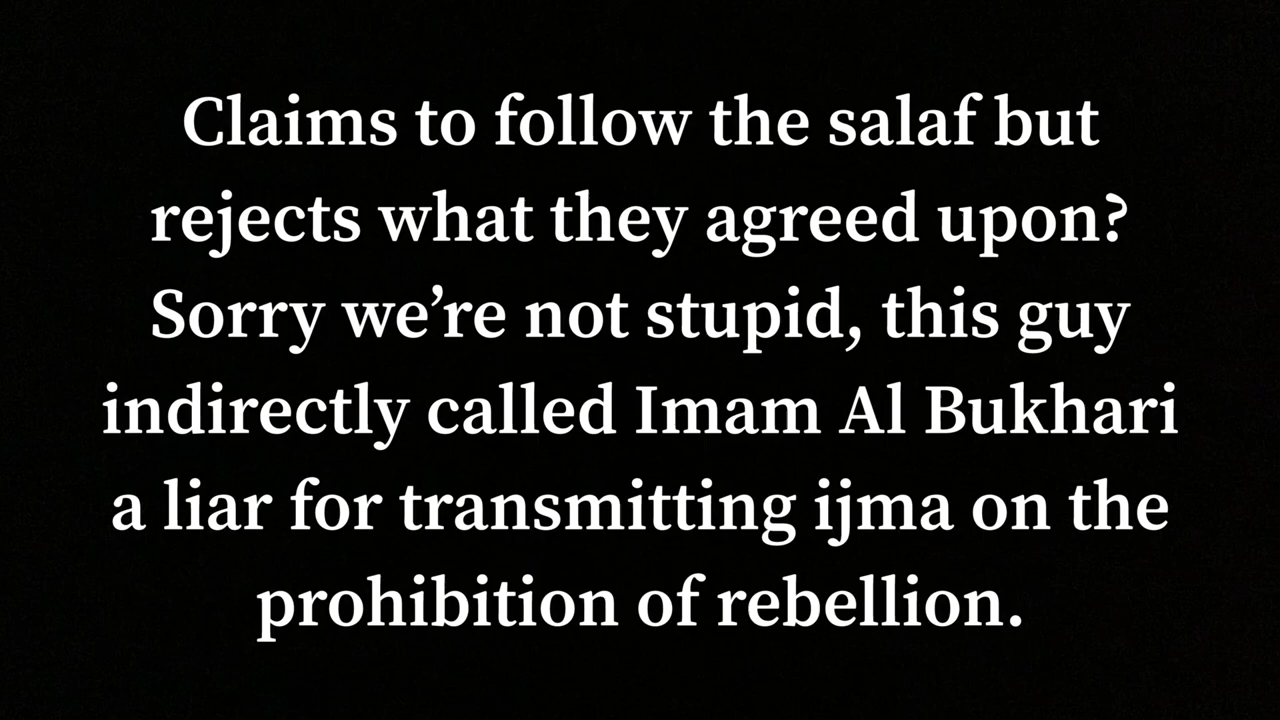 Claims to follow the salaf but
rejects what they agreed upon?
Sorry we’re not stupid, this guy
indirectly called Imam Al Bukhari
a liar for transmitting ijma on the
prohibition of rebellion.